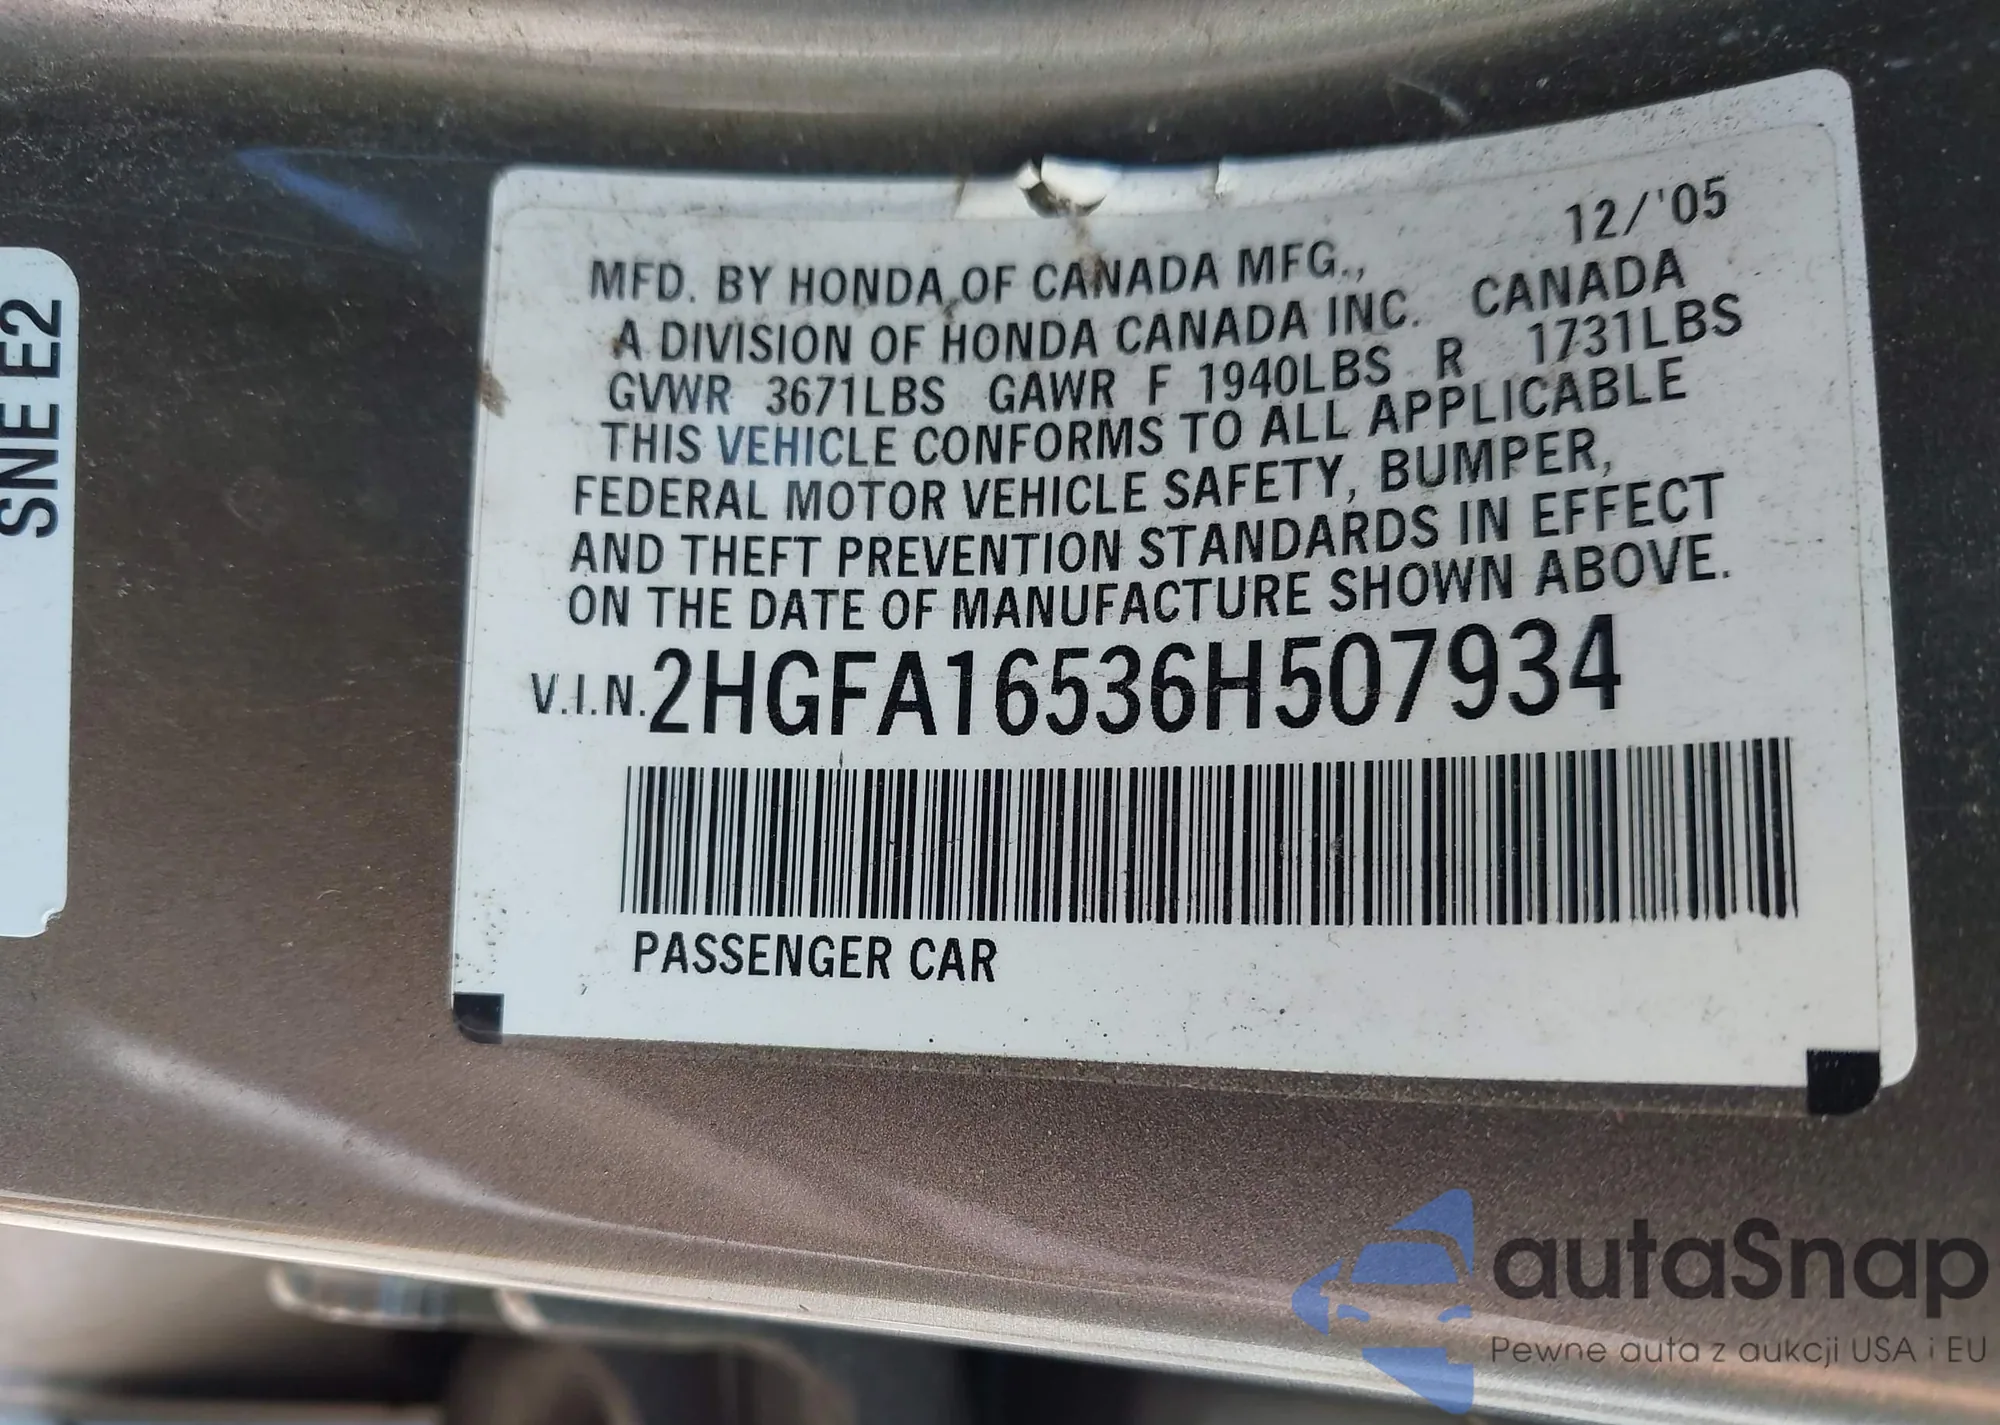 SNE E2
12/'05
MFD. BY HONDA OF CANADA MFG.,
A DIVISION OF HONDA CANADA INC. CANADA
GVWR 3671LBS GAWR F 1940LBS R 1731LBS
THIS VEHICLE CONFORMS TO ALL APPLICABLE
FEDERAL MOTOR VEHICLE SAFETY, BUMPER,
AND THEFT PREVENTION STANDARDS IN EFFECT
ON THE DATE OF MANUFACTURE SHOWN ABOVE.
V.I.N.2HGFA16536H507934
PASSENGER CAR
autaSnap
Pewne auta z aukcji USA i EU